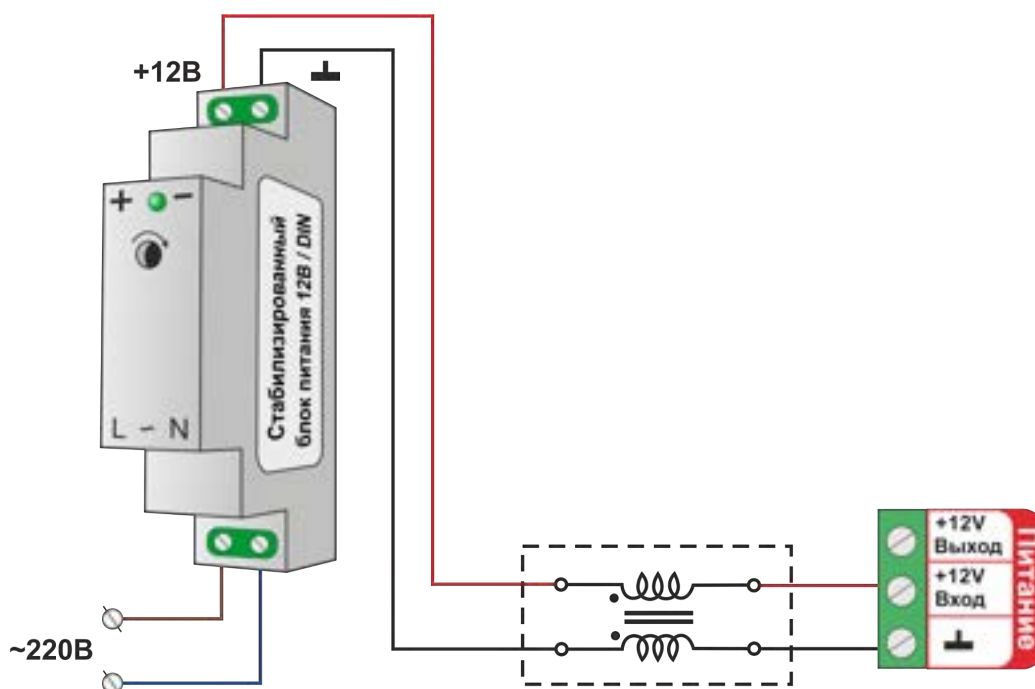 +12В
+ -
L ~ N
Стабилизированный
блок питания 12В / DIN
~220В
+12V
Выход
+12V
Вход
Питание